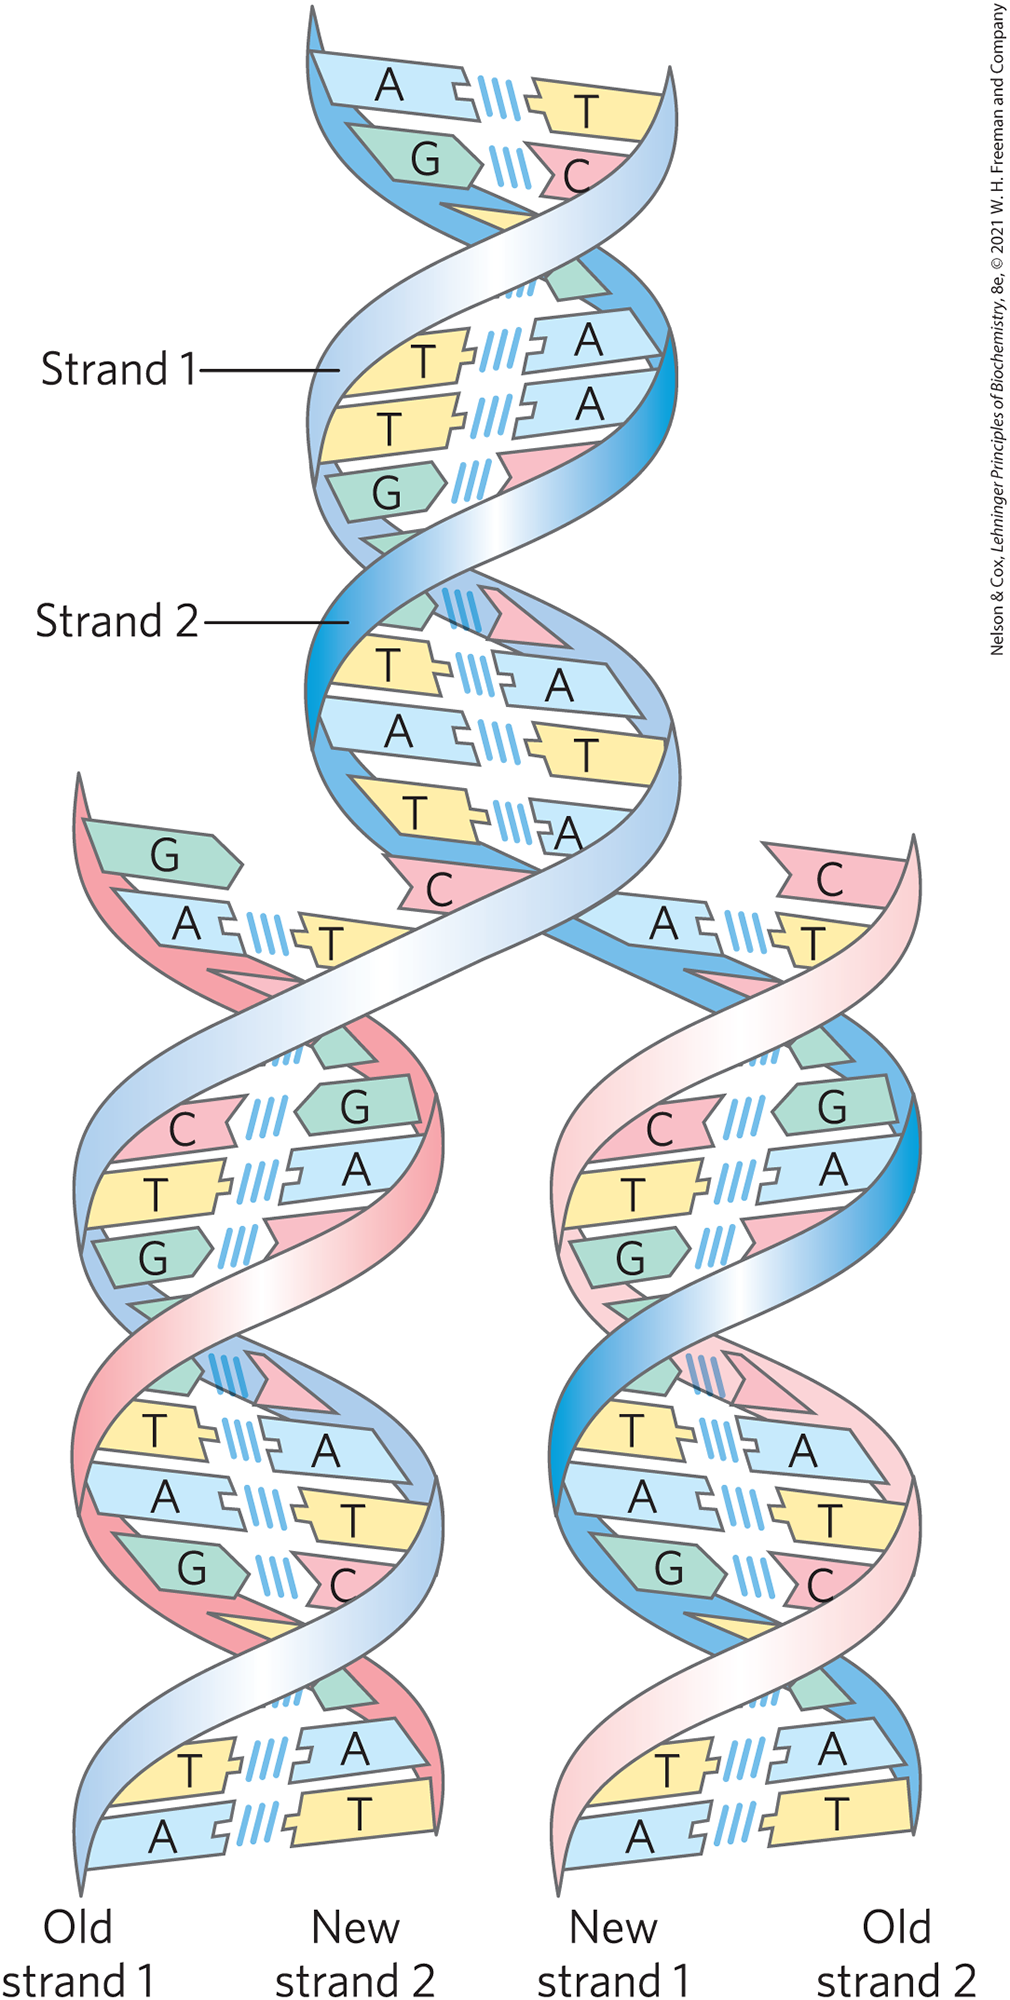 A T
G C
Strand 1
T A
T A
G
Strand 2
T A
A T
T A
G
C
C
A T
A T
C G
C G
T A
T A
G
G
T A
T A
A T
A T
G C
G C
T A
T A
A T
A T
Old strand 1
New strand 2
New strand 1
Old strand 2
Nelson & Cox, Lehninger Principles of Biochemistry, 8e, © 2021 W. H. Freeman and Company